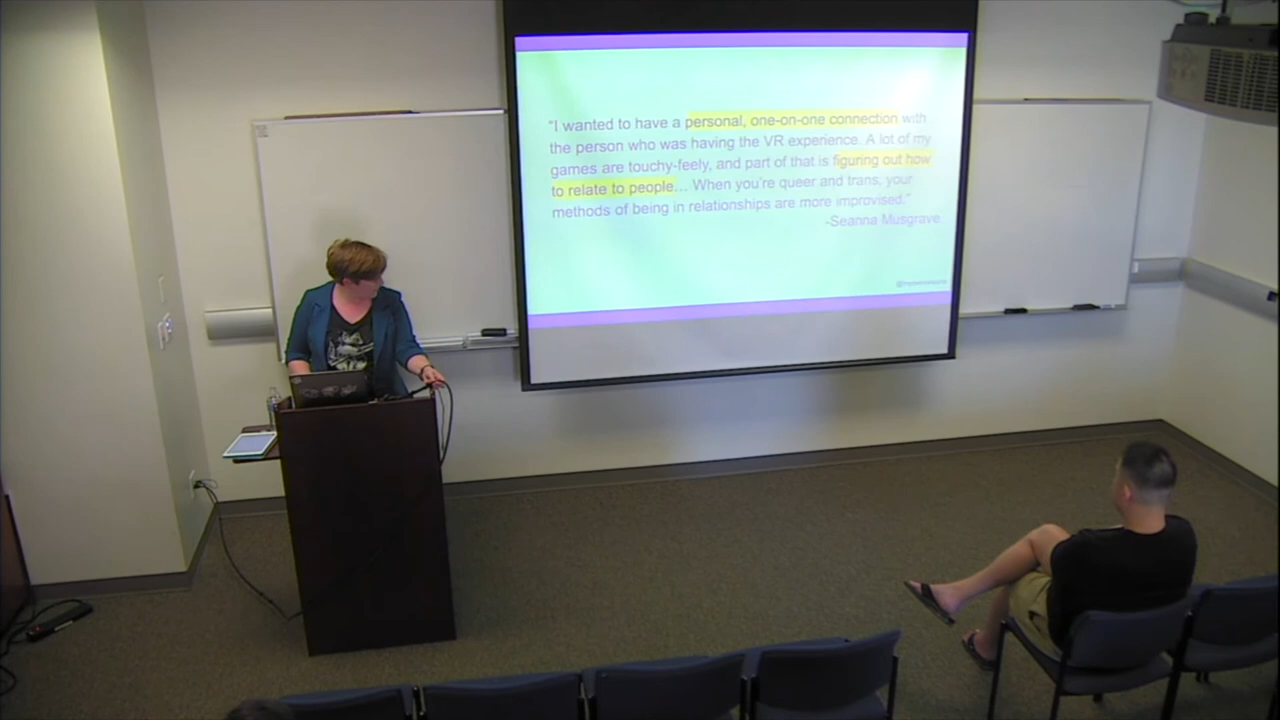 “I wanted to have a personal, one-on-one connection with
the person who was having the VR experience. A lot of my
games are touchy-feely, and part of that is figuring out how
to relate to people… When you’re queer and trans, your
methods of being in relationships are more improvised.”
-Seanna Musgrave